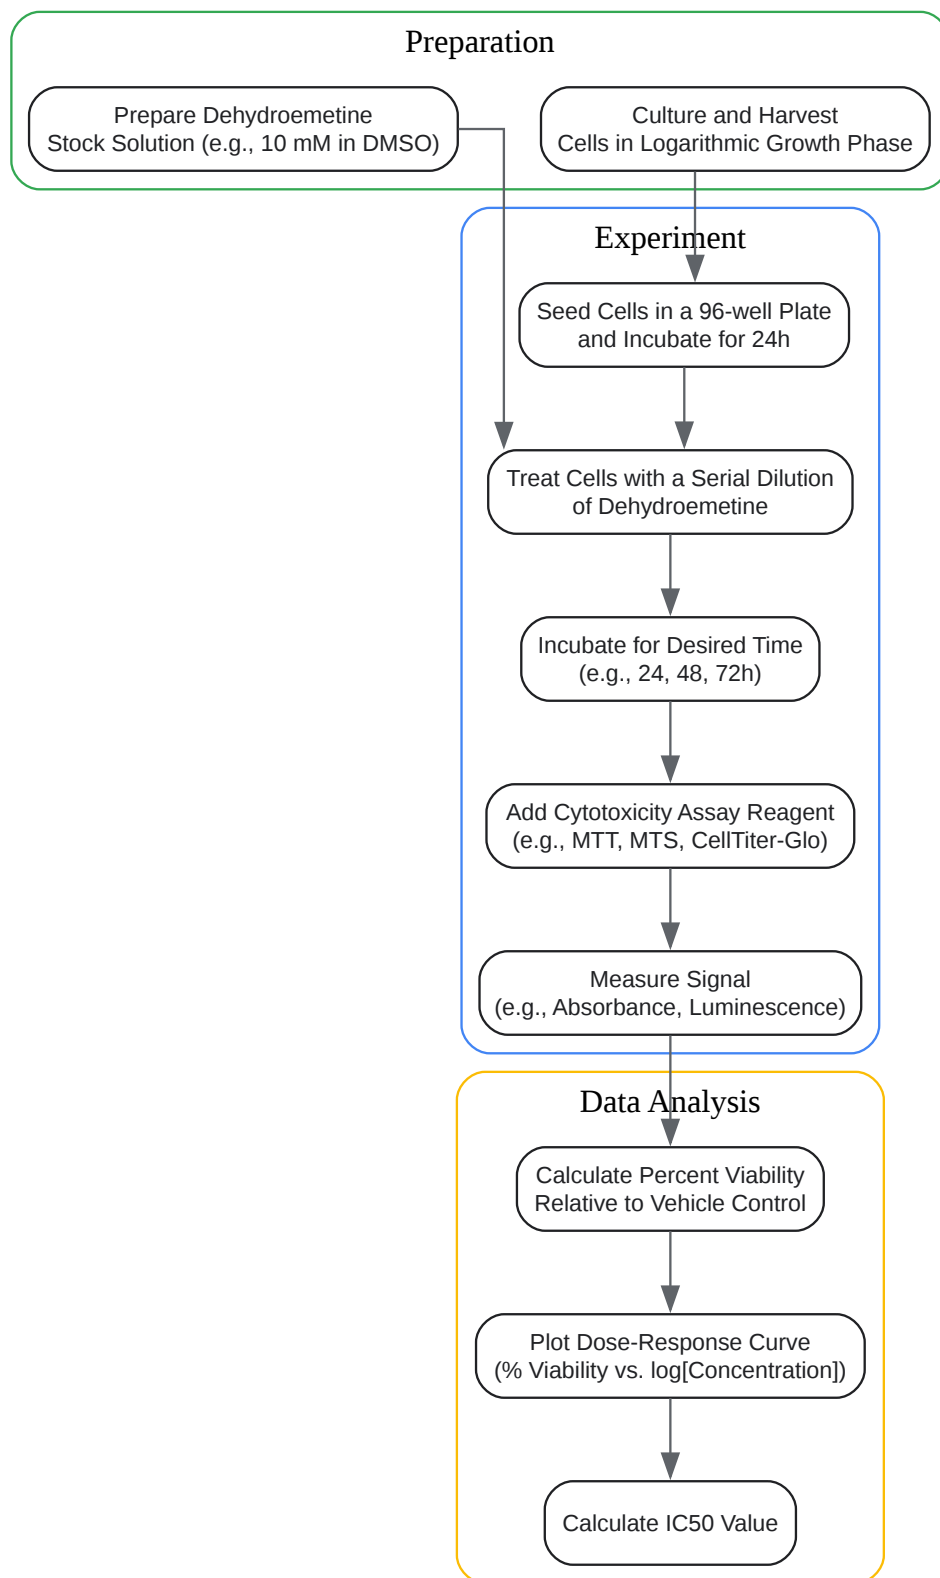 Preparation
Prepare Dehydroemetine
Stock Solution (e.g., 10 mM in DMSO)
Culture and Harvest
Cells in Logarithmic Growth Phase
Experiment
Seed Cells in a 96-well Plate
and Incubate for 24h
Treat Cells with a Serial Dilution
of Dehydroemetine
Incubate for Desired Time
(e.g., 24, 48, 72h)
Add Cytotoxicity Assay Reagent
(e.g., MTT, MTS, CellTiter-Glo)
Measure Signal
(e.g., Absorbance, Luminescence)
Data Analysis
Calculate Percent Viability
Relative to Vehicle Control
Plot Dose-Response Curve
(% Viability vs. log[Concentration])
Calculate IC50 Value